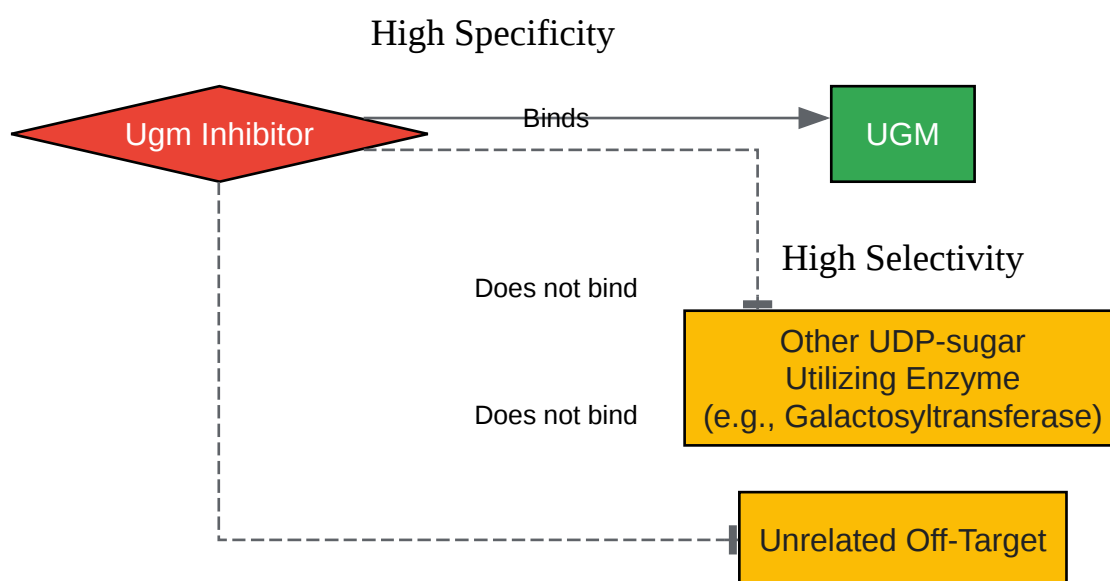 High Specificity
Ugm Inhibitor
Binds
UGM
High Selectivity
Does not bind
Other UDP-sugar
Utilizing Enzyme
(e.g., Galactosyltransferase)
Does not bind
Unrelated Off-Target